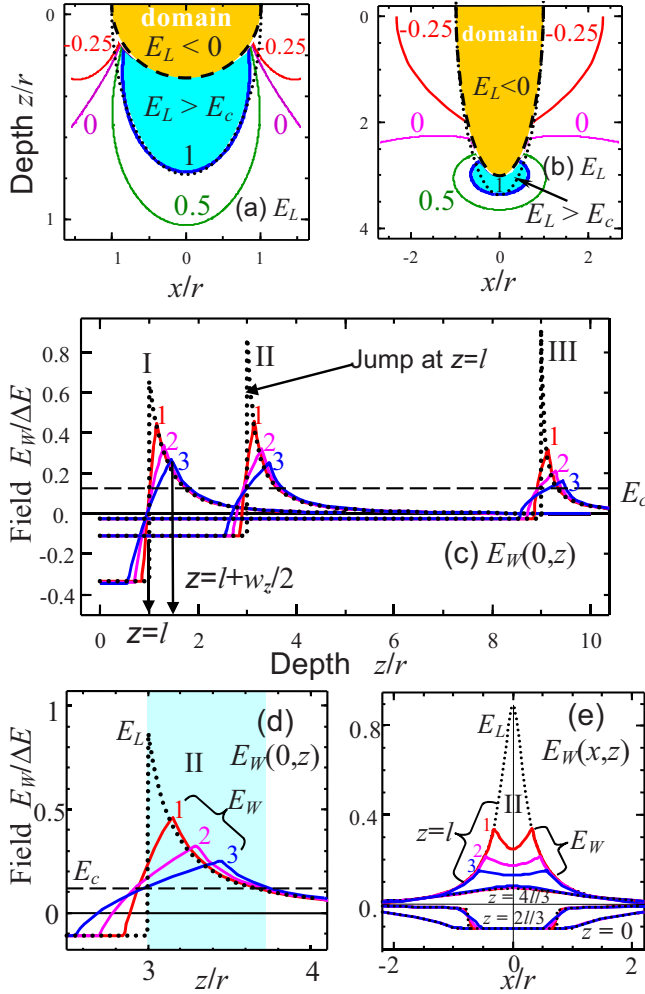 domain
E_L < 0
-0.25
-0.25
E_L > E_c
0
0
1
0.5
(a) E_L
Depth z/r
0
1
1 0 1
x/r
domain
-0.25
-0.25
E_L<0
0
0
1
(b) E_L
0.5
E_L > E_c
0
2
4
-2 0 2
x/r
Field E_W/ΔE
0.8
0.6
0.4
0.2
0.
-0.2
-0.4
I
II
III
Jump at z=l
1
2
3
1
2
3
1
2
3
E_c
(c) E_W(0,z)
z=l+w_z/2
z=l
0 2 4 6 8 10
Depth z/r
Field E_W/ΔE
1
0.5
0
(d)
E_L
II
E_W(0,z)
1
2
3
E_W
E_c
3 4
z/r
0.8
0.4
0.
(e)
E_L
E_W(x,z)
II
z=l
1
2
3
E_W
z=4l/3
z=2l/3
z=0
-2 0 2
x/r